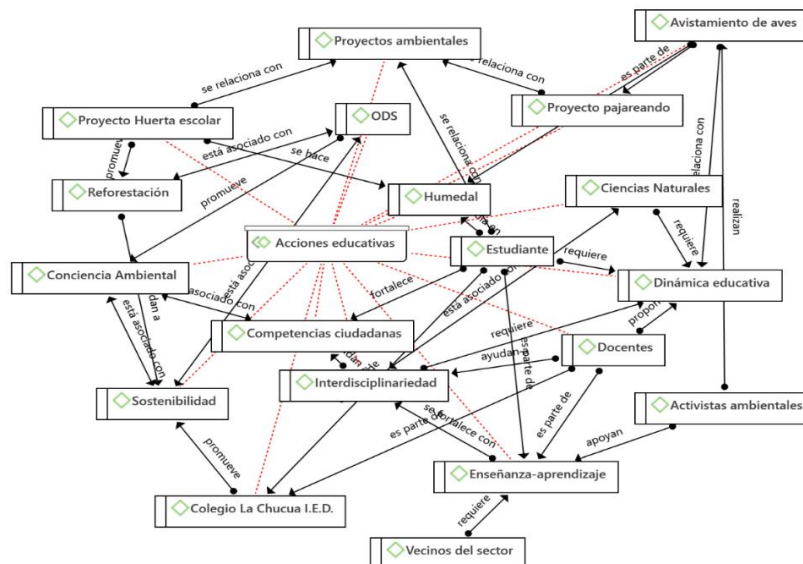 Avistamiento de aves
Proyectos ambientales
es parte de
se relaciona con
se relaciona con
Proyecto pajareando
ODS
Proyecto Huerta escolar
está asociado con
promueve
se hace
se relaciona con
relaciona con
Reforestación
promueve
Humedal
Ciencias Naturales
realizan
Acciones educativas
Estudiante
requiere
requiere
Conciencia Ambiental
Dinámica educativa
asociado con
fortalece
está asociado con
está asociado con
Competencias ciudadanas
requiere
Docentes
ayudan
Interdisciplinariedad
es parte de
Sostenibilidad
Activistas ambientales
es parte
es parte de
se fortalece con
apoyan
promueve
Enseñanza-aprendizaje
Colegio La Chucua I.E.D.
requiere
Vecinos del sector